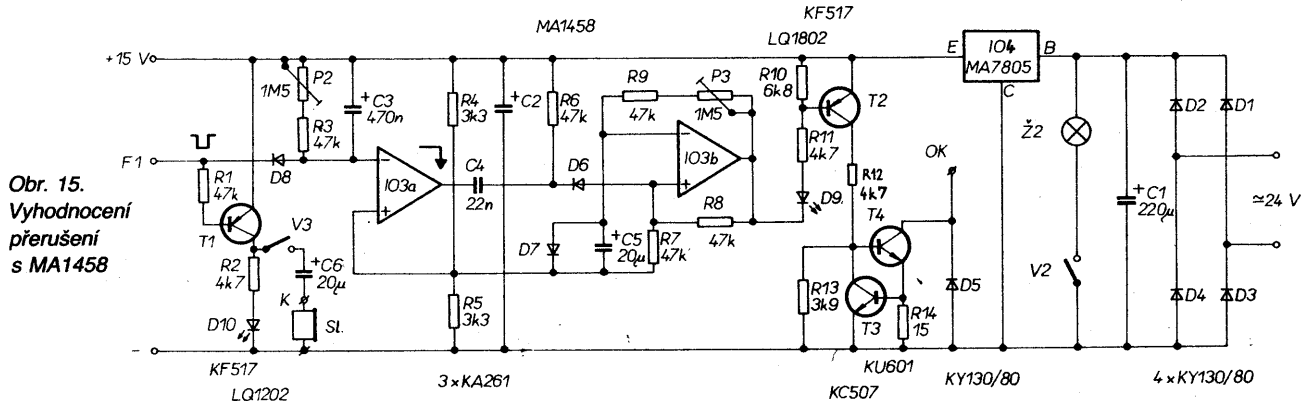 MA1458
KF517
LQ1802
+15 V
P2
1M5
R3
47k
+
C3
470n
R4
3k3
+
C2
R6
47k
R9
47k
P3
1M5
R10
6k8
T2
E
IO4
MA7805
B
C
D2
D1
Ž2
F1
R1
47k
D8
−
IO3a
+
C4
22n
D6
−
IO3b
+
R11
4k7
R12
4k7
OK
D9
+
C1
220µ
≃24 V
Obr. 15.
Vyhodnocení
přerušení
s MA1458
T1
V3
R2
4k7
+
C6
20µ
K
Sl.
D10
D7
+
C5
20µ
R7
47k
R8
47k
T4
R13
3k9
T3
R14
15
D5
V2
D4
D3
R5
3k3
−
KF517
LQ1202
3×KA261
KU601
KC507
KY130/80
4×KY130/80